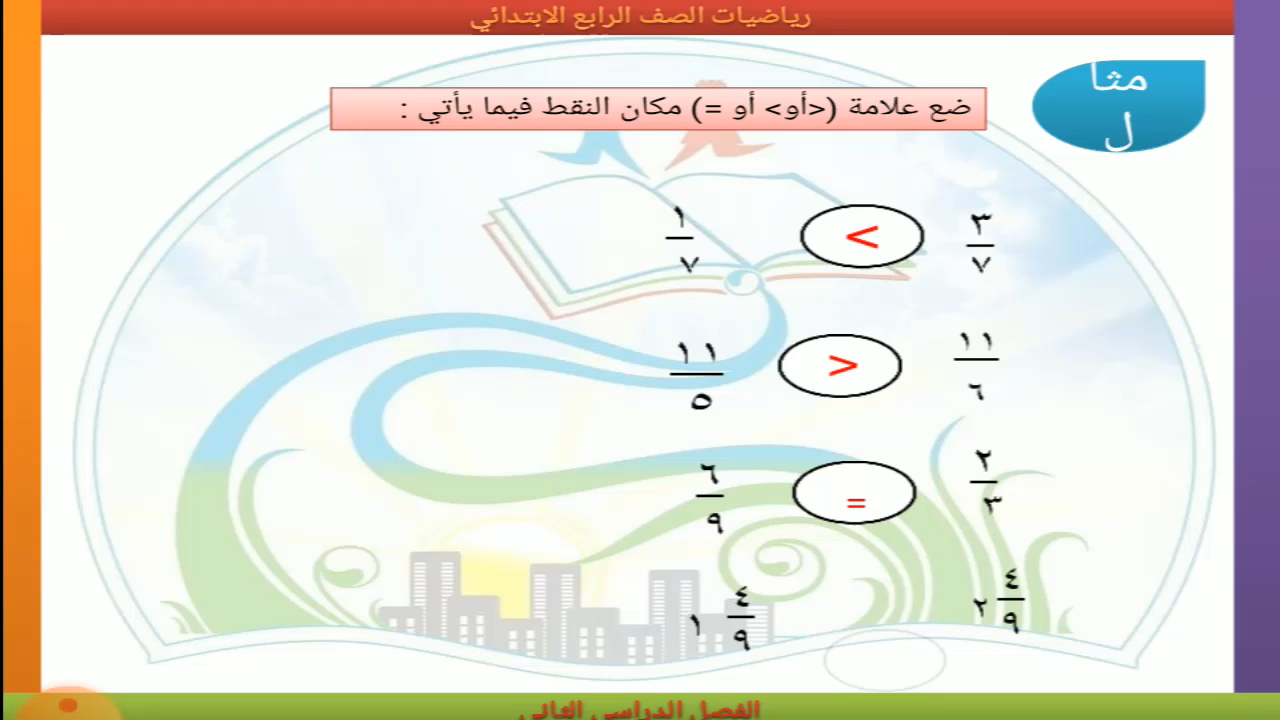 رياضيات الصف الرابع الابتدائي
مثا
ل
ضع علامة (<أو> أو =) مكان النقط فيما يأتي :
٣/٧ < ١/٧
١١/٦ > ١١/٥
٢/٣ = ٦/٩
٢ ٤/٩ ١ ٤/٩
الفصل الدراسي الثاني